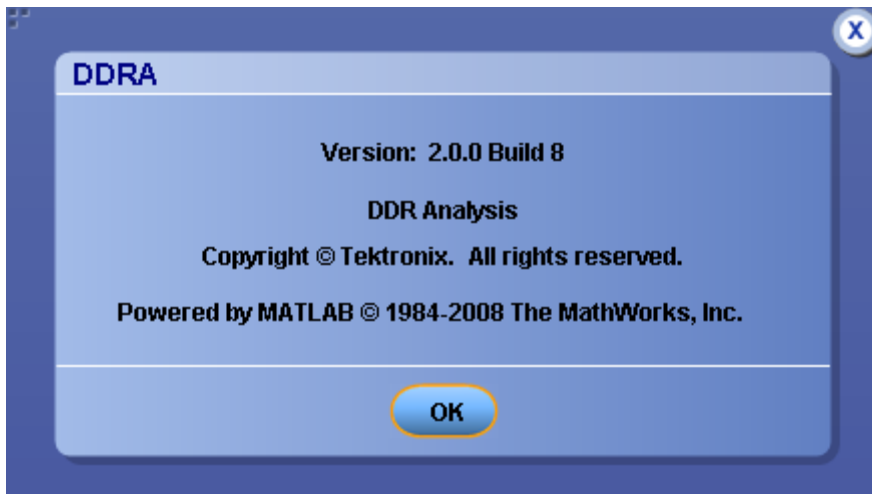 X
DDRA
Version: 2.0.0 Build 8
DDR Analysis
Copyright © Tektronix. All rights reserved.
Powered by MATLAB © 1984-2008 The MathWorks, Inc.
OK